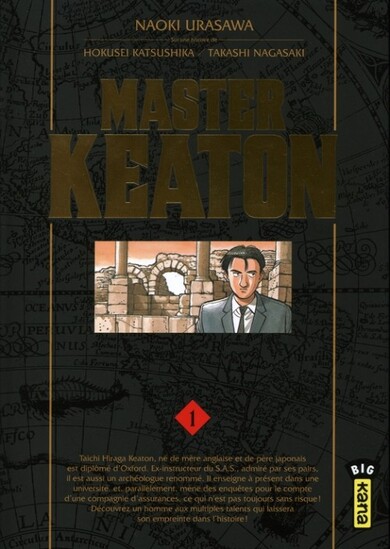 NAOKI URASAWA
HOKUSEI KATSUSHIKA / TAKASHI NAGASAKI
MASTER
KEATON
1
Taichi Hiraga Keaton, né de mère anglaise et de père japonais
est diplômé d'Oxford. Ex-instructeur du S.A.S., admiré par ses pairs,
il est aussi un archéologue renommé. Il enseigne à présent dans une
université, et, parallèlement, mène des enquêtes pour le compte
d'une compagnie d'assurances, ce qui n'est pas toujours sans risque !
Découvrez un homme aux multiples talents qui laissera
son empreinte dans l'histoire !
BIG
kana